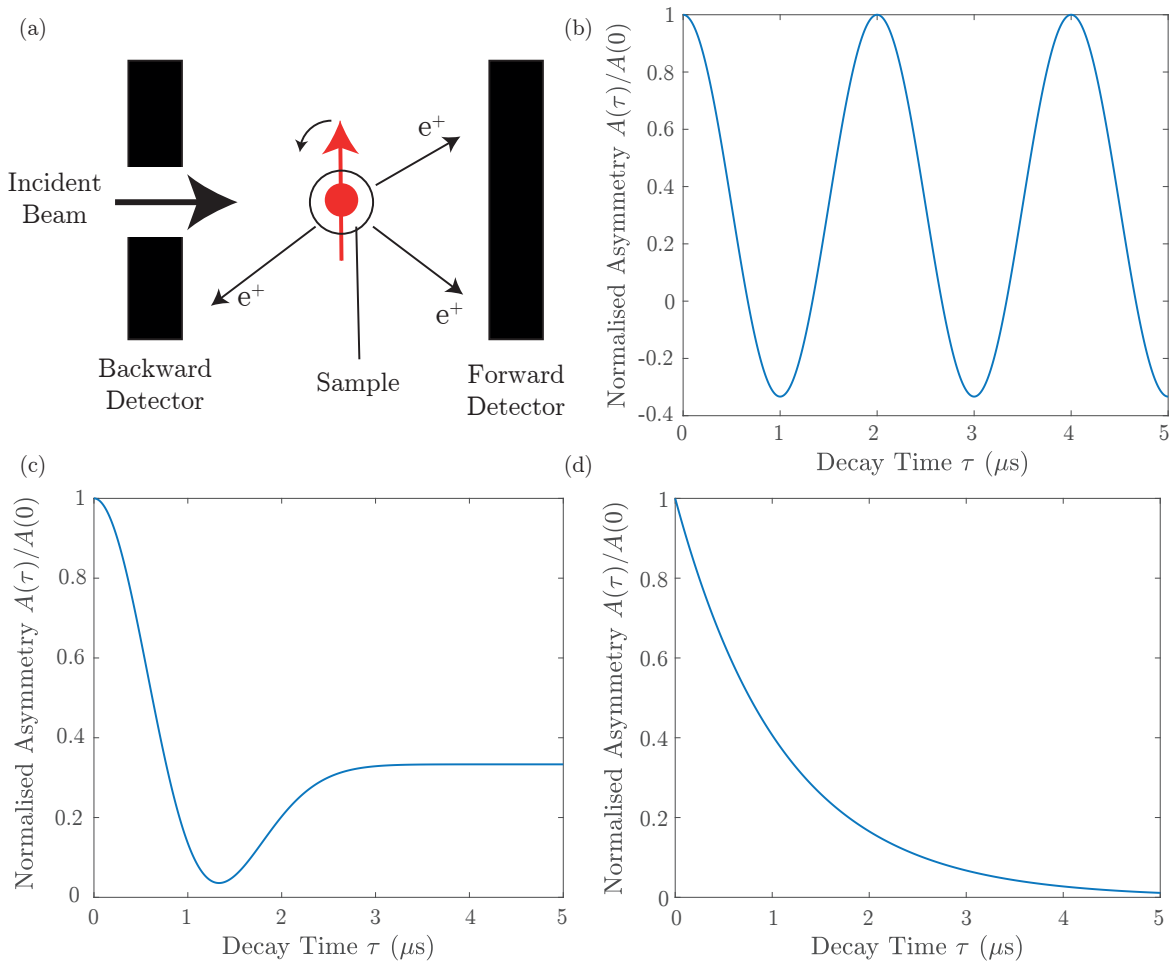 (a)
Incident
Beam
e⁺
e⁺
e⁺
Backward
Detector
Sample
Forward
Detector
(b)
Normalised Asymmetry A(τ)/A(0)
1
0.8
0.6
0.4
0.2
0
-0.2
-0.4
0 1 2 3 4 5
Decay Time τ (μs)
(c)
Normalised Asymmetry A(τ)/A(0)
1
0.8
0.6
0.4
0.2
0
0 1 2 3 4 5
Decay Time τ (μs)
(d)
Normalised Asymmetry A(τ)/A(0)
1
0.8
0.6
0.4
0.2
0
0 1 2 3 4 5
Decay Time τ (μs)